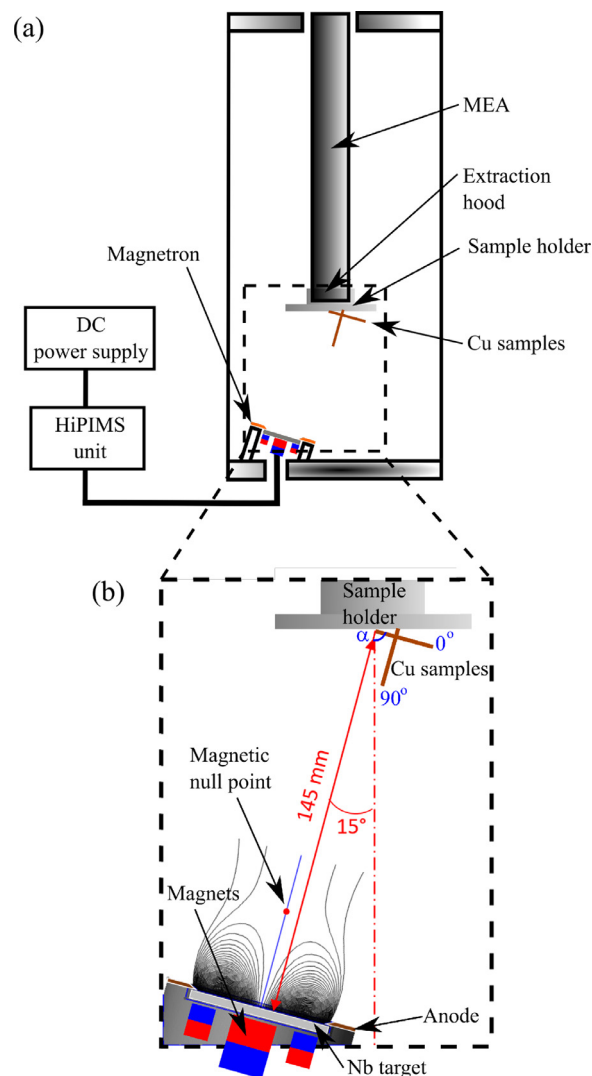 (a)
MEA
Extraction
hood
Sample holder
Magnetron
Cu samples
DC
power supply
HiPIMS
unit
(b)
Sample
holder
α
0°
Cu samples
90°
Magnetic
null point
145 mm
15°
Magnets
Anode
Nb target